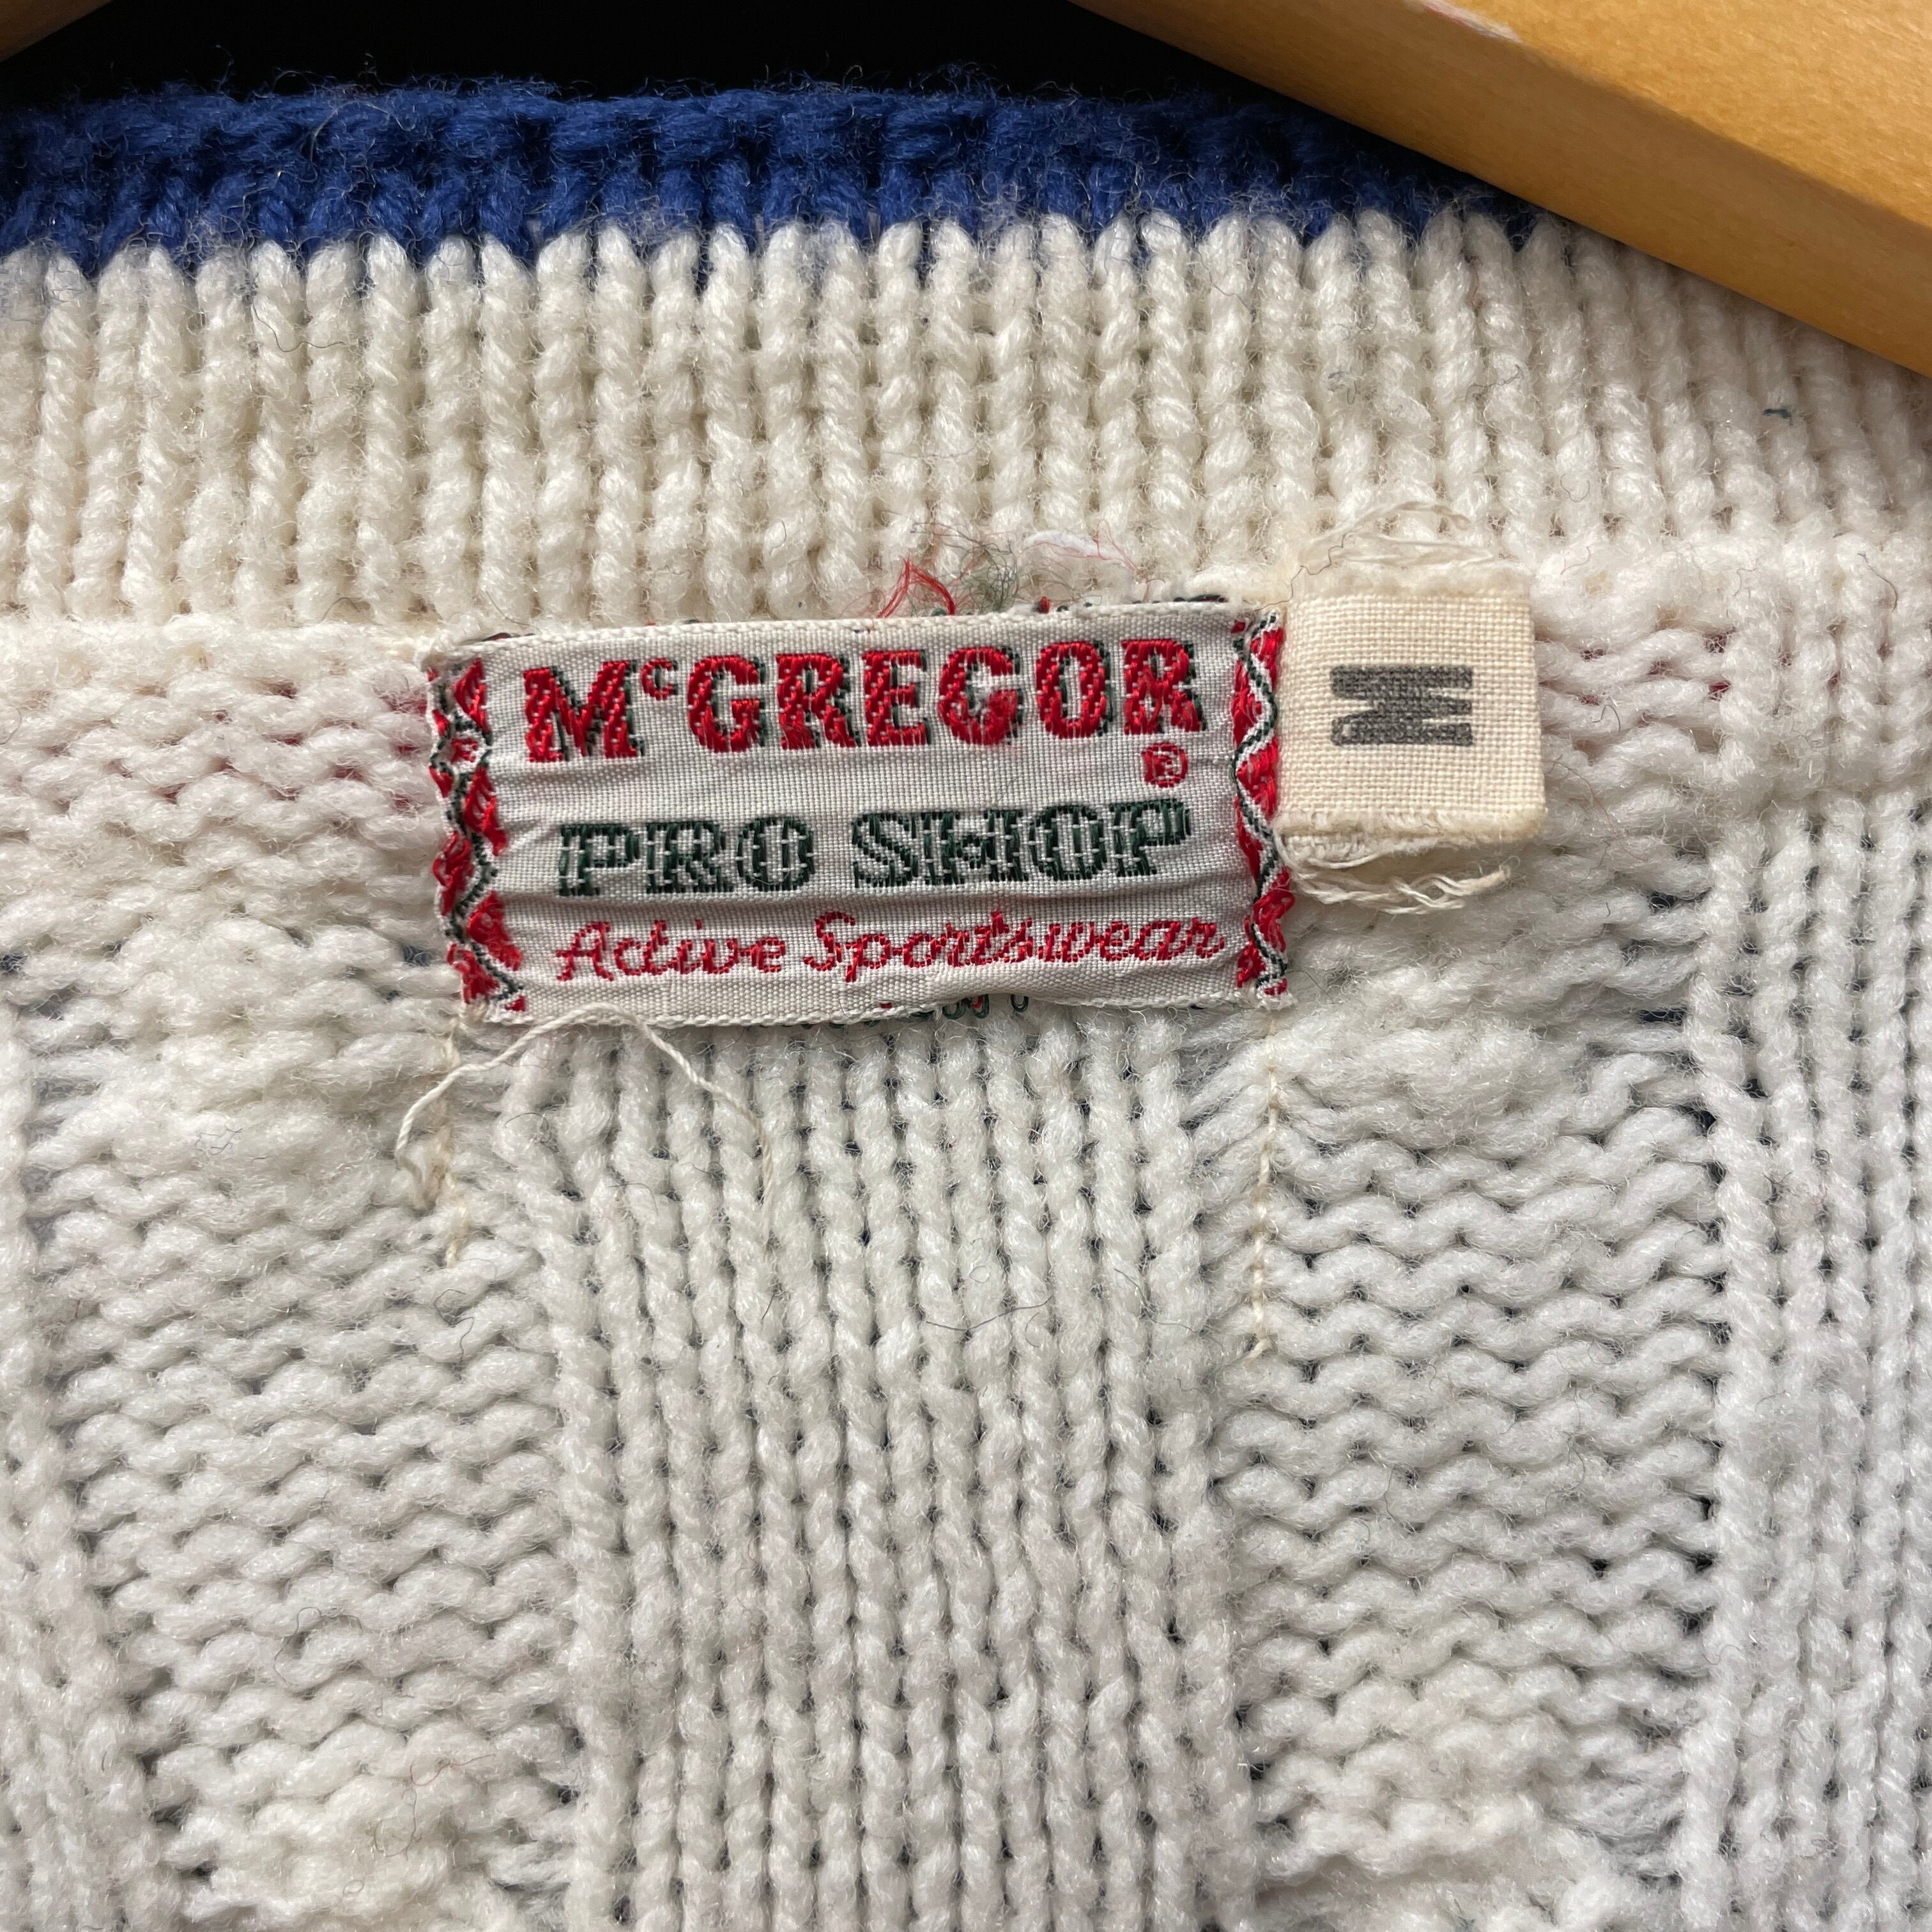 McGREGOR
®
PRO SHOP
Active Sportswear
M